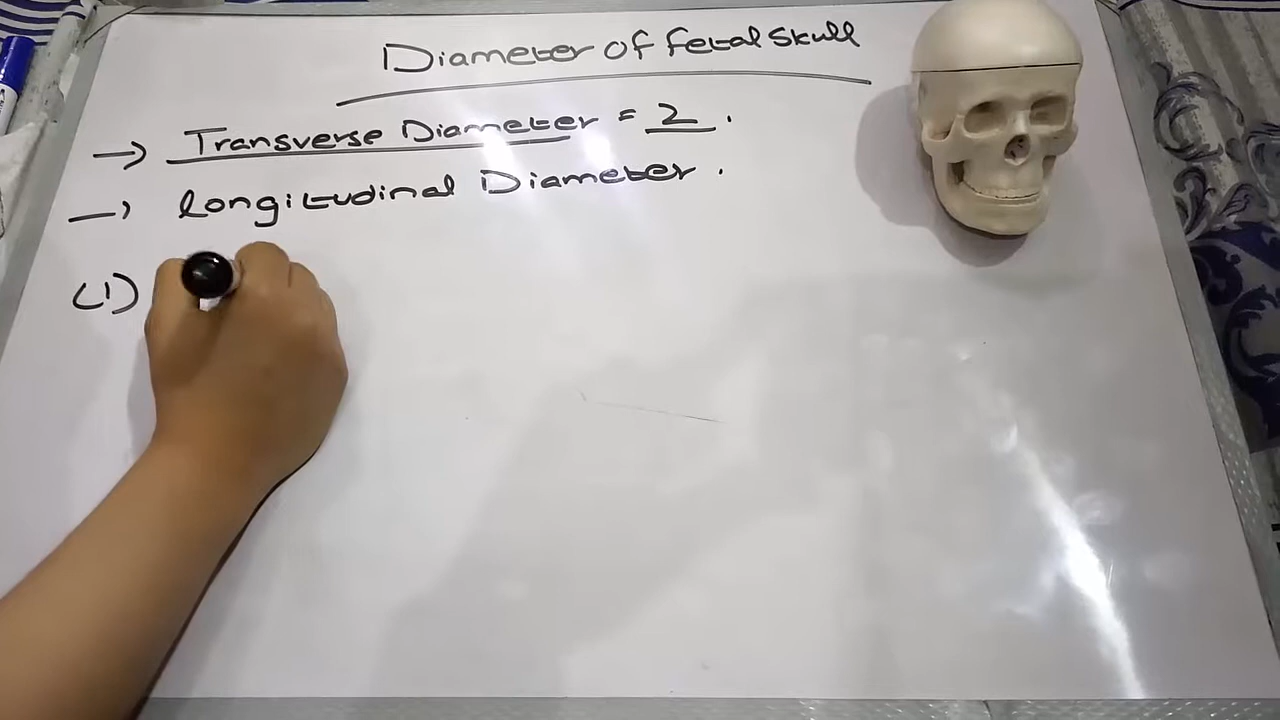 Diameter of fetal skull
→ Transverse Diameter = 2.
→ longitudinal Diameter.
(1)